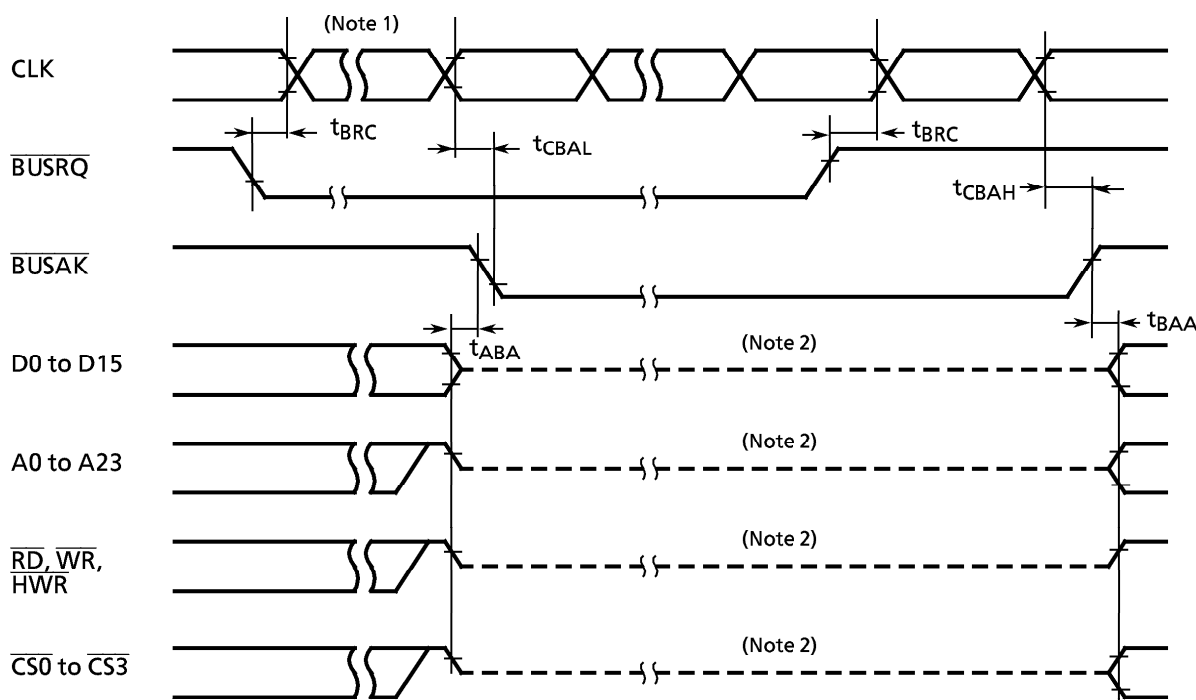 (Note 1)
CLK
tBRC
tCBAL
tBRC
BUSRQ
tCBAH
BUSAK
tBAA
tABA
(Note 2)
D0 to D15
(Note 2)
A0 to A23
(Note 2)
RD, WR,
HWR
(Note 2)
CS0 to CS3